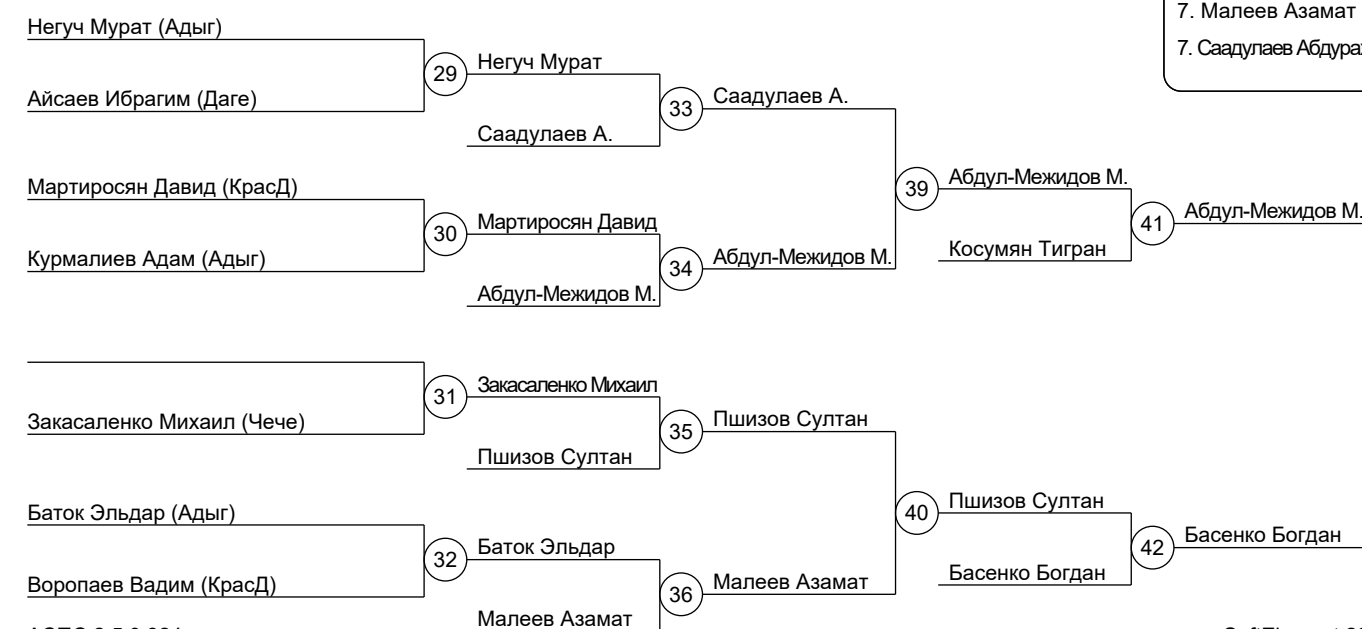 7. Малеев Азамат
7. Саадулаев
Негуч Мурат (Адыг)
29
Негуч Мурат
Айсаев Ибрагим (Даге)
33
Саадулаев А.
Саадулаев А.
Мартиросян Давид (КрасД)
39
Абдул-Межидов М.
30
Мартиросян Давид
41
Абдул-Межидов М.
Курмалиев Адам (Адыг)
34
Абдул-Межидов М.
Косумян Тигран
Абдул-Межидов М.
31
Закасаленко Михаил
Закасаленко Михаил (Чече)
35
Пшизов Султан
Пшизов Султан
Баток Эльдар (Адыг)
40
Пшизов Султан
32
Баток Эльдар
42
Басенко Богдан
Воропаев Вадим (КрасД)
36
Малеев Азамат
Басенко Богдан
Малеев Азамат